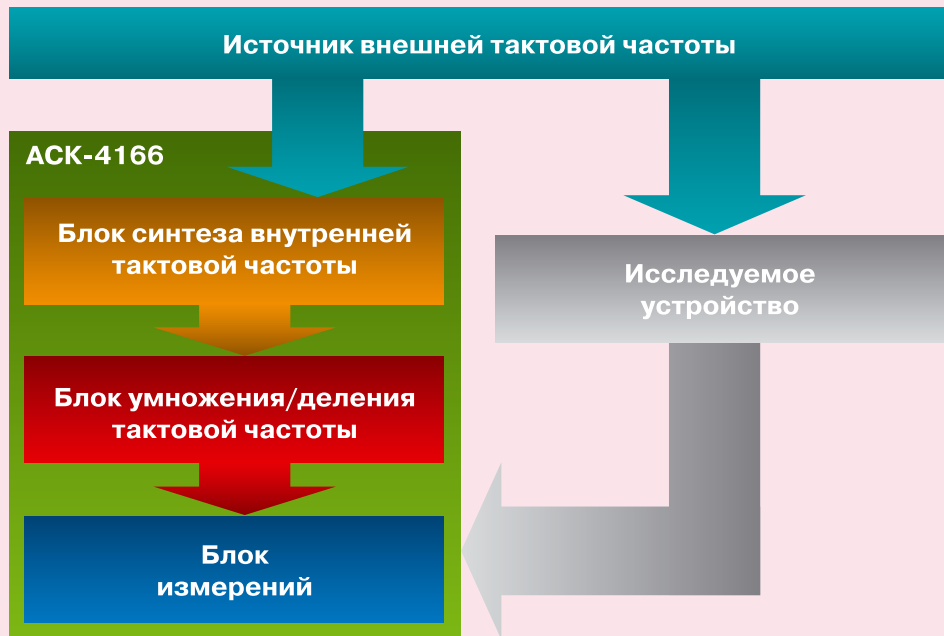 Источник внешней тактовой частоты
АСК-4166
Блок синтеза внутренней
тактовой частоты
Исследуемое
устройство
Блок умножения/деления
тактовой частоты
Блок
измерений